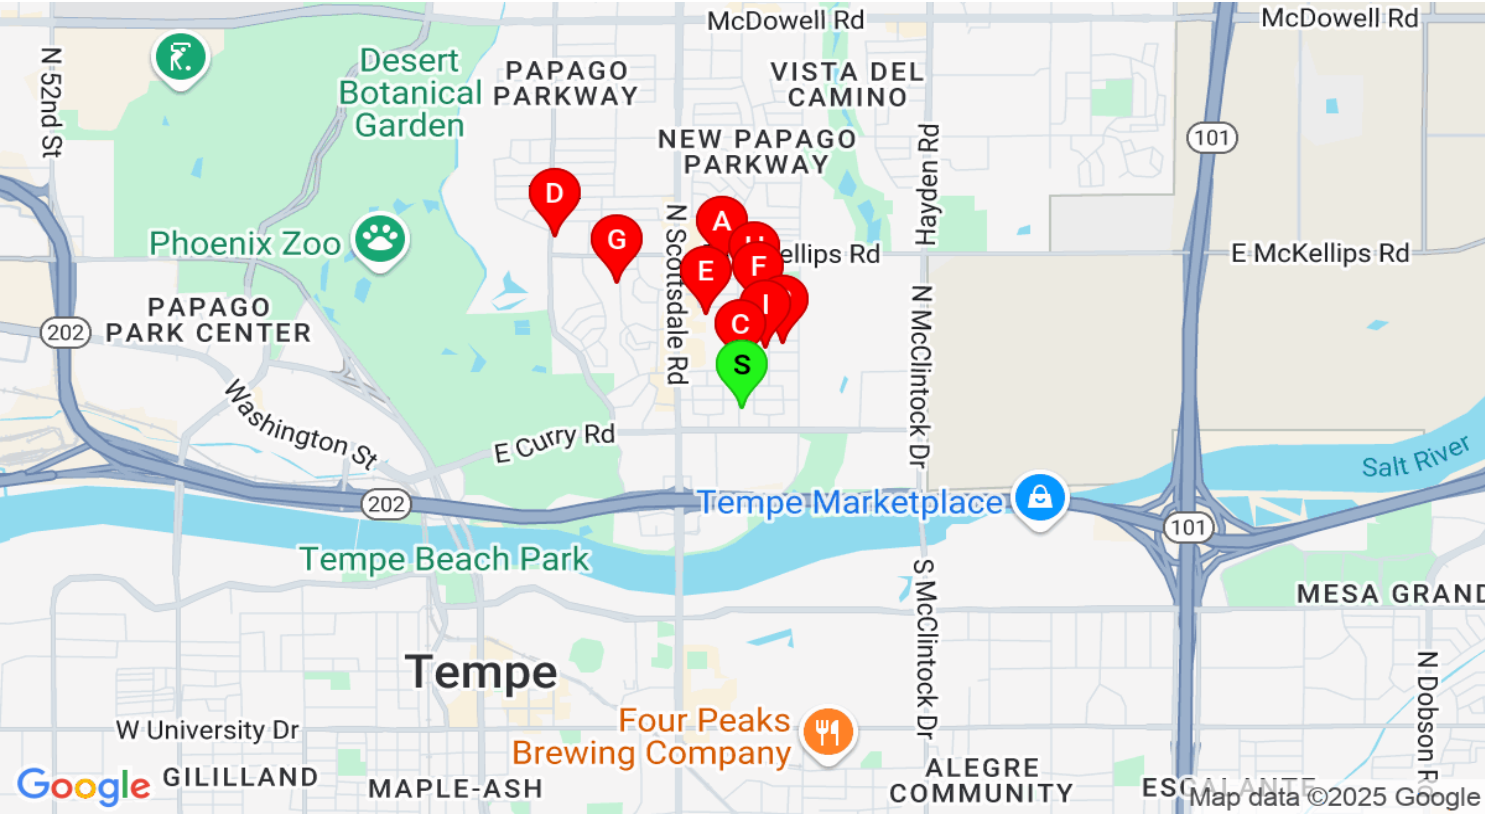 McDowell Rd
McDowell Rd
N 52nd St
Desert
Botanical
Garden
PAPAGO
PARKWAY
VISTA DEL
CAMINO
NEW PAPAGO
PARKWAY
101
N Hayden Rd
D
A
G
Phoenix Zoo
N Scottsdale Rd
E
F
ellips Rd
E McKellips Rd
PAPAGO
PARK CENTER
202
I
C
S
N McClintock Dr
Washington St
E Curry Rd
Salt River
202
Tempe Marketplace
101
Tempe Beach Park
S McClintock Dr
MESA GRAND
Tempe
N Dobson R
W University Dr
Four Peaks
Brewing Company
Google
GILILLAND
MAPLE-ASH
ALEGRE
COMMUNITY
ESCALANTE
Map data ©2025 Google